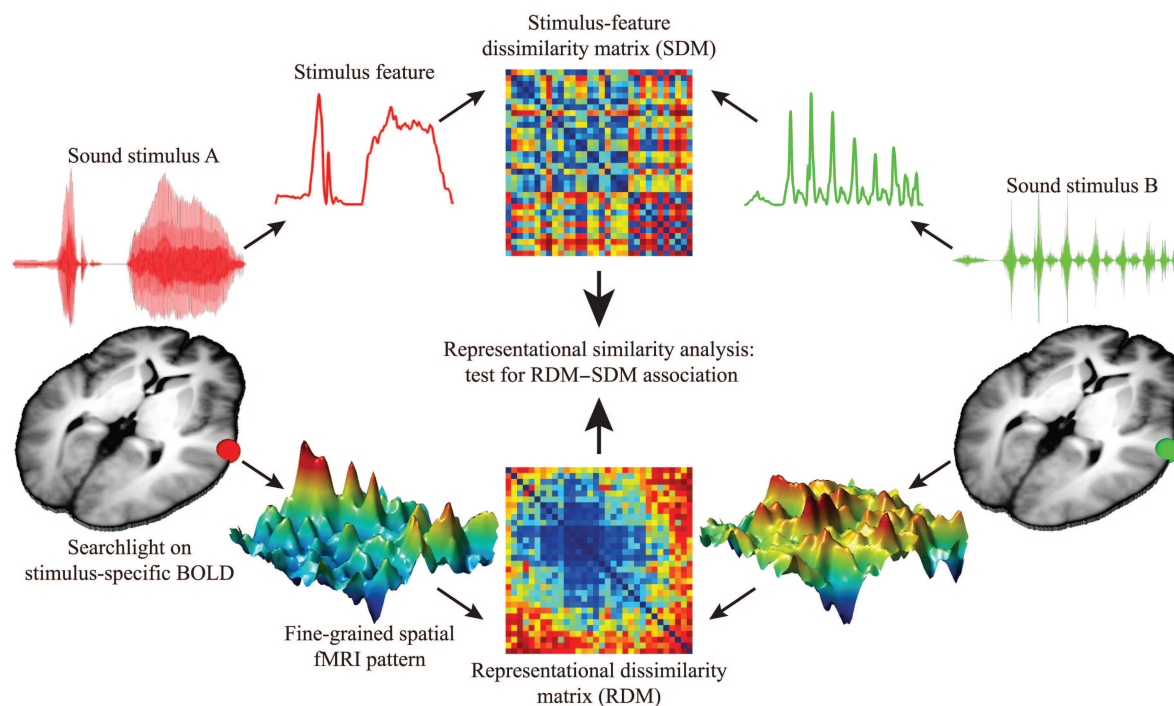 Stimulus-feature
dissimilarity matrix (SDM)
Stimulus feature
Sound stimulus A
Sound stimulus B
Representational similarity analysis:
test for RDM–SDM association
Searchlight on
stimulus-specific BOLD
Fine-grained spatial
fMRI pattern
Representational dissimilarity
matrix (RDM)